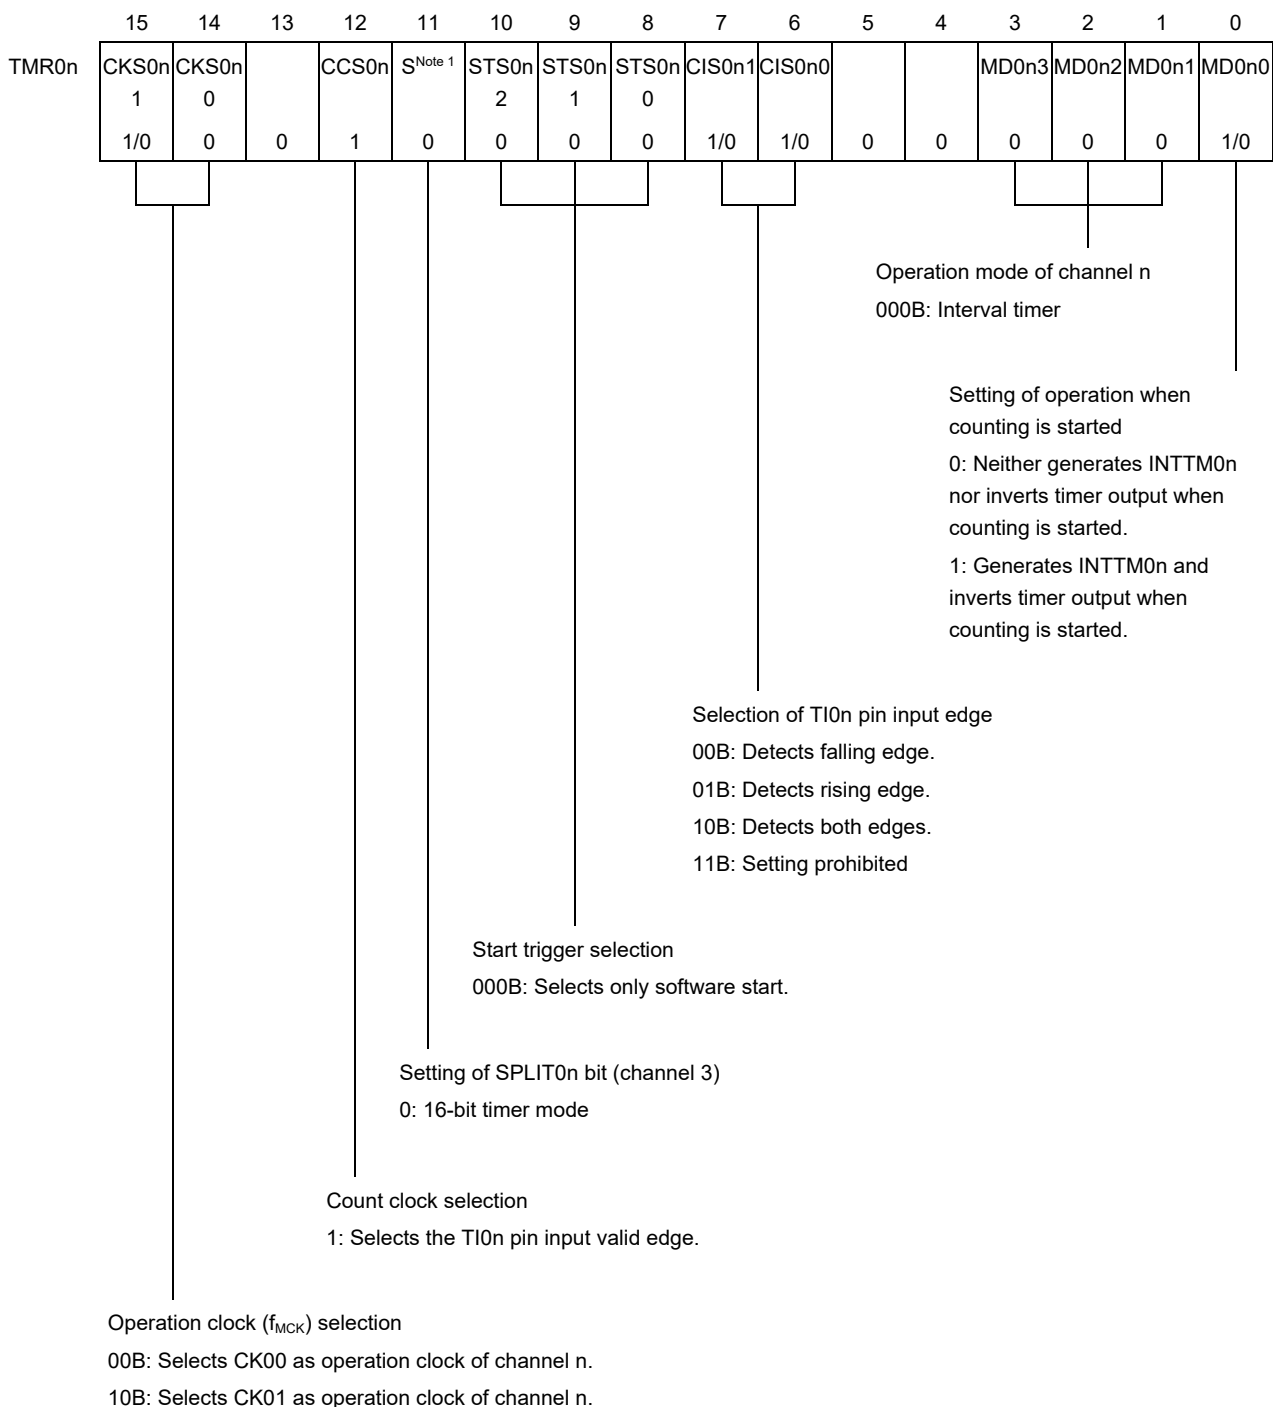 15 14 13 12 11 10 9 8 7 6 5 4 3 2 1 0
TMR0n CKS0n CKS0n CCS0n S Note 1 STS0n STS0n STS0n CIS0n1 CIS0n0 MD0n3 MD0n2 MD0n1 MD0n0
1 0 2 1 0
1/0 0 0 1 0 0 0 0 1/0 1/0 0 0 0 0 0 1/0
Operation mode of channel n
000B: Interval timer
Setting of operation when
counting is started
0: Neither generates INTTM0n
nor inverts timer output when
counting is started.
1: Generates INTTM0n and
inverts timer output when
counting is started.
Selection of TI0n pin input edge
00B: Detects falling edge.
01B: Detects rising edge.
10B: Detects both edges.
11B: Setting prohibited
Start trigger selection
000B: Selects only software start.
Setting of SPLIT0n bit (channel 3)
0: 16-bit timer mode
Count clock selection
1: Selects the TI0n pin input valid edge.
Operation clock (fMCK) selection
00B: Selects CK00 as operation clock of channel n.
10B: Selects CK01 as operation clock of channel n.